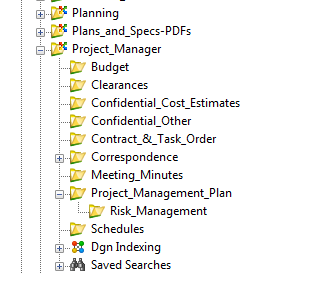 Planning
Plans_and_Specs-PDFs
Project_Manager
Budget
Clearances
Confidential_Cost_Estimates
Confidential_Other
Contract_&_Task_Order
Correspondence
Meeting_Minutes
Project_Management_Plan
Risk_Management
Schedules
Dgn Indexing
Saved Searches